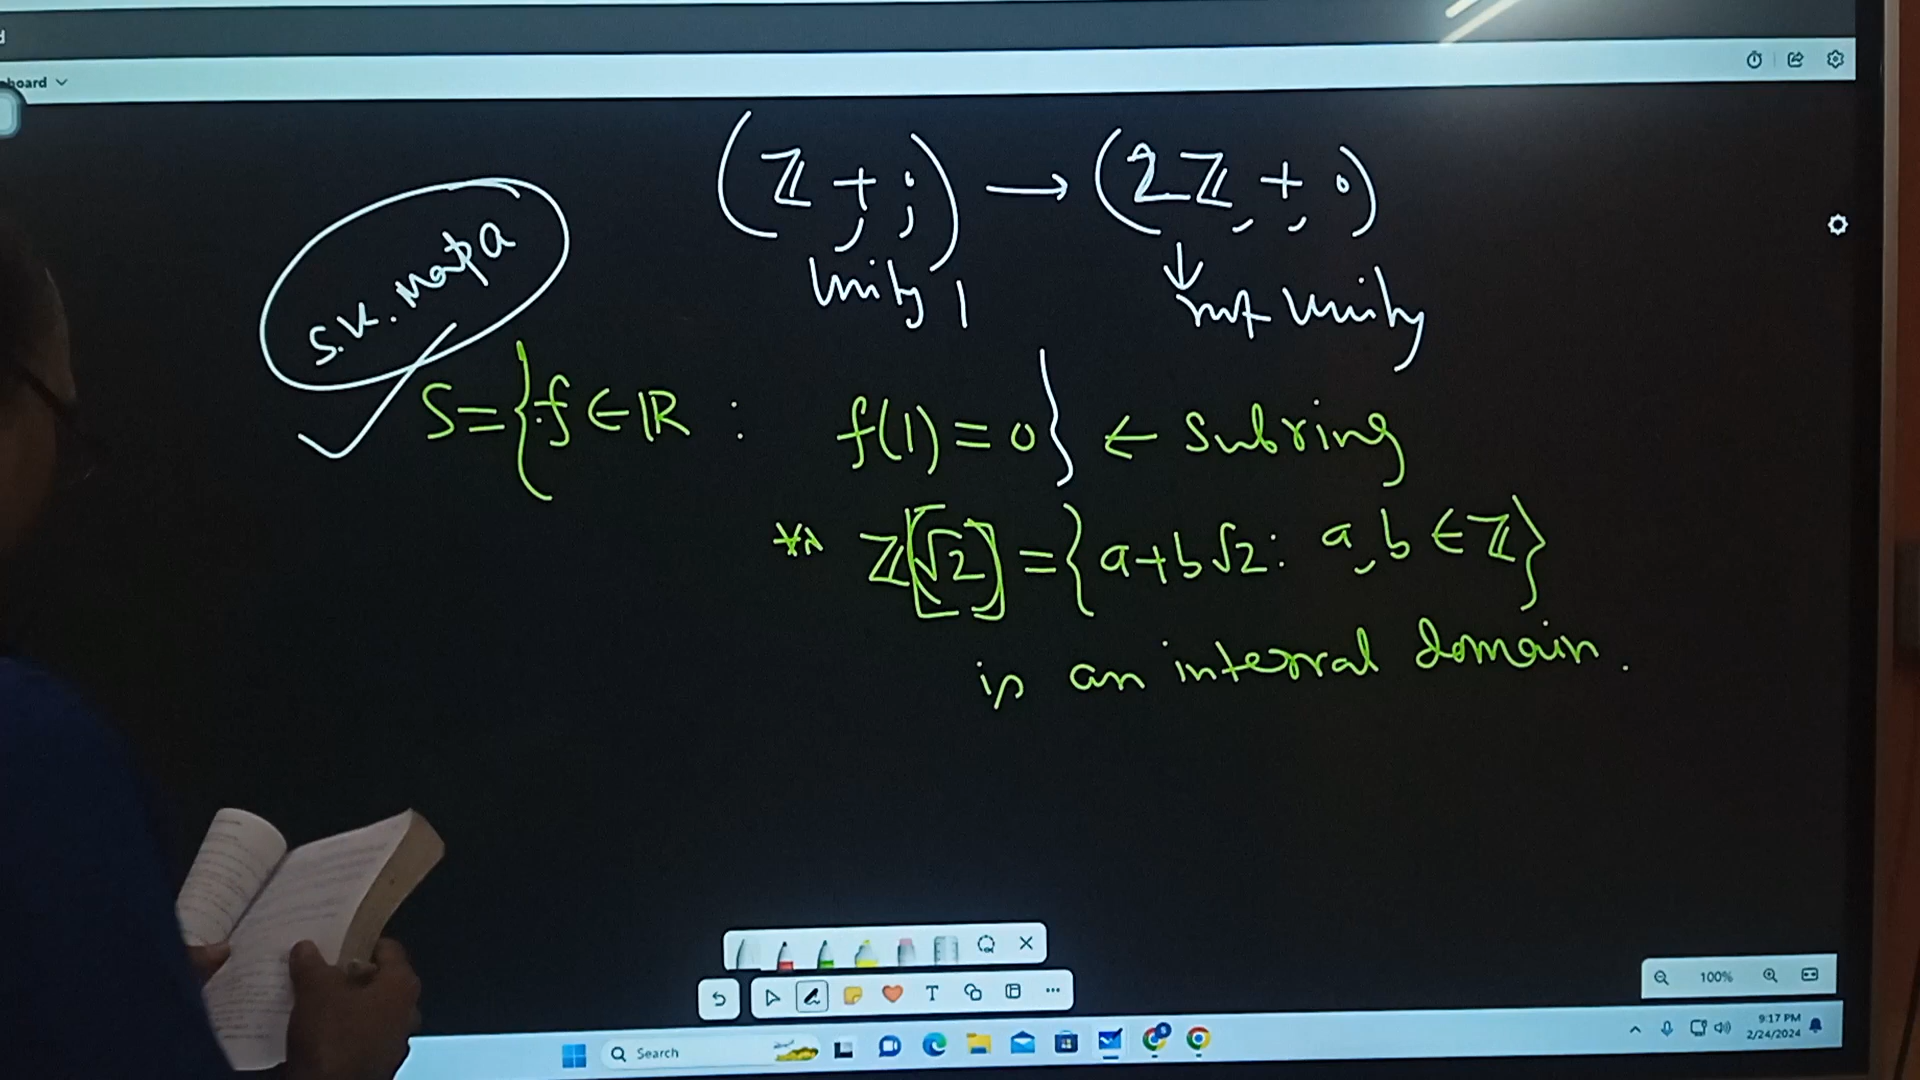 board
(ℤ, +, ·) → (2ℤ, +, ·)
Unity 1 ↓ not Unity
S.K. Mapa
S = {f ∈ ℝ : f(1) = 0} ← Subring
ℤ[√2] = {a+b√2 : a, b ∈ ℤ}
is an integral domain.
T
100%
Search
9:17 PM
2/24/2024